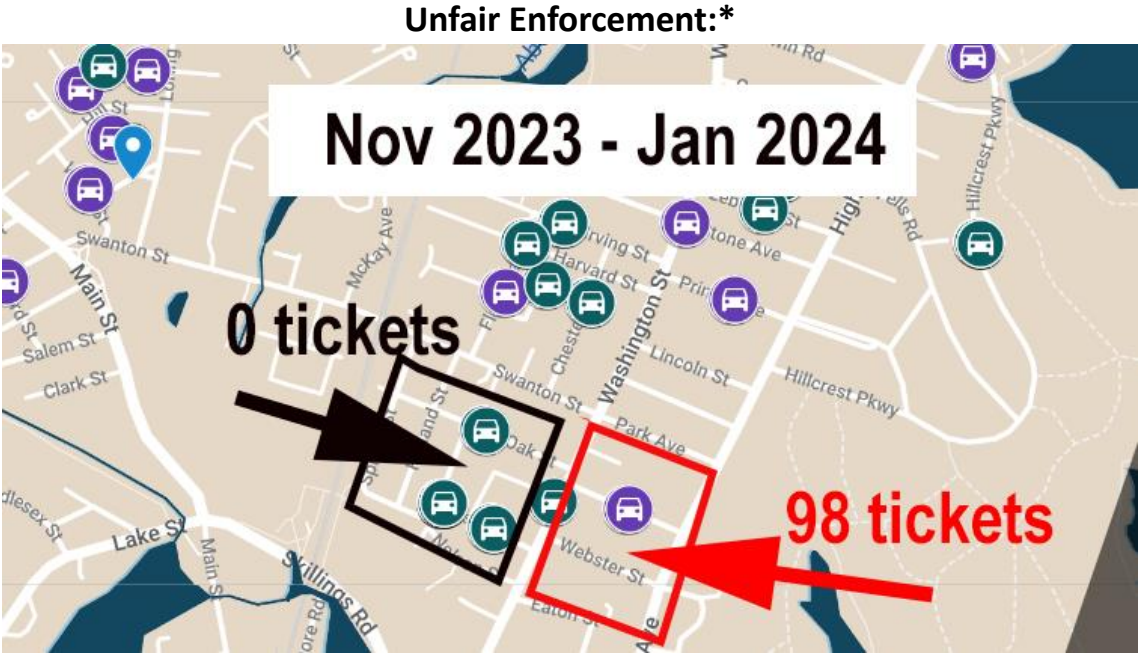 Unfair Enforcement:*
Nov 2023 - Jan 2024
Swanton St
McKay Ave
Main St
Salem St
Clark St
0 tickets
Irving St
Harvard St
Washington St
Lincoln St
Hillcrest Pkwy
Hillcrest Pkwy
Swanton St
Park Ave
Oak St
98 tickets
Webster St
Eaton St
Lake St
Main St
Skillings Rd
Ave